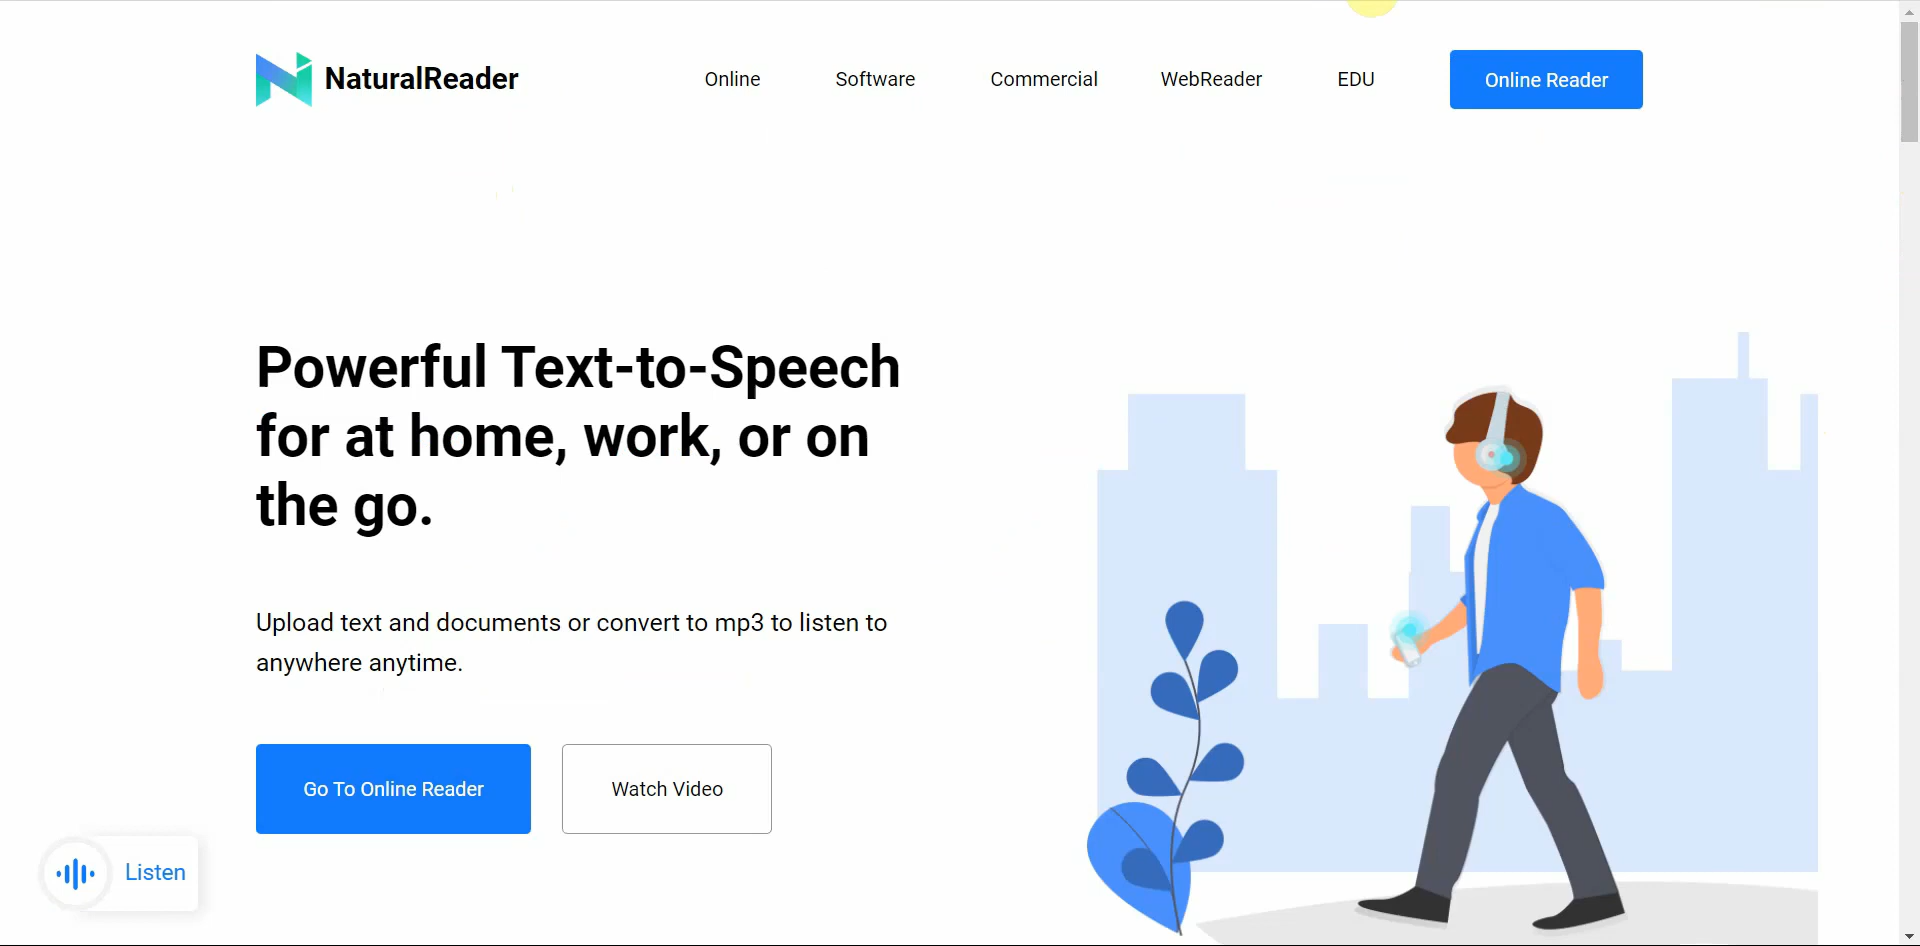 NaturalReader
Online
Software
Commercial
WebReader
EDU
Online Reader
Powerful Text-to-Speech
for at home, work, or on
the go.
Upload text and documents or convert to mp3 to listen to
anywhere anytime.
Go To Online Reader
Watch Video
Listen